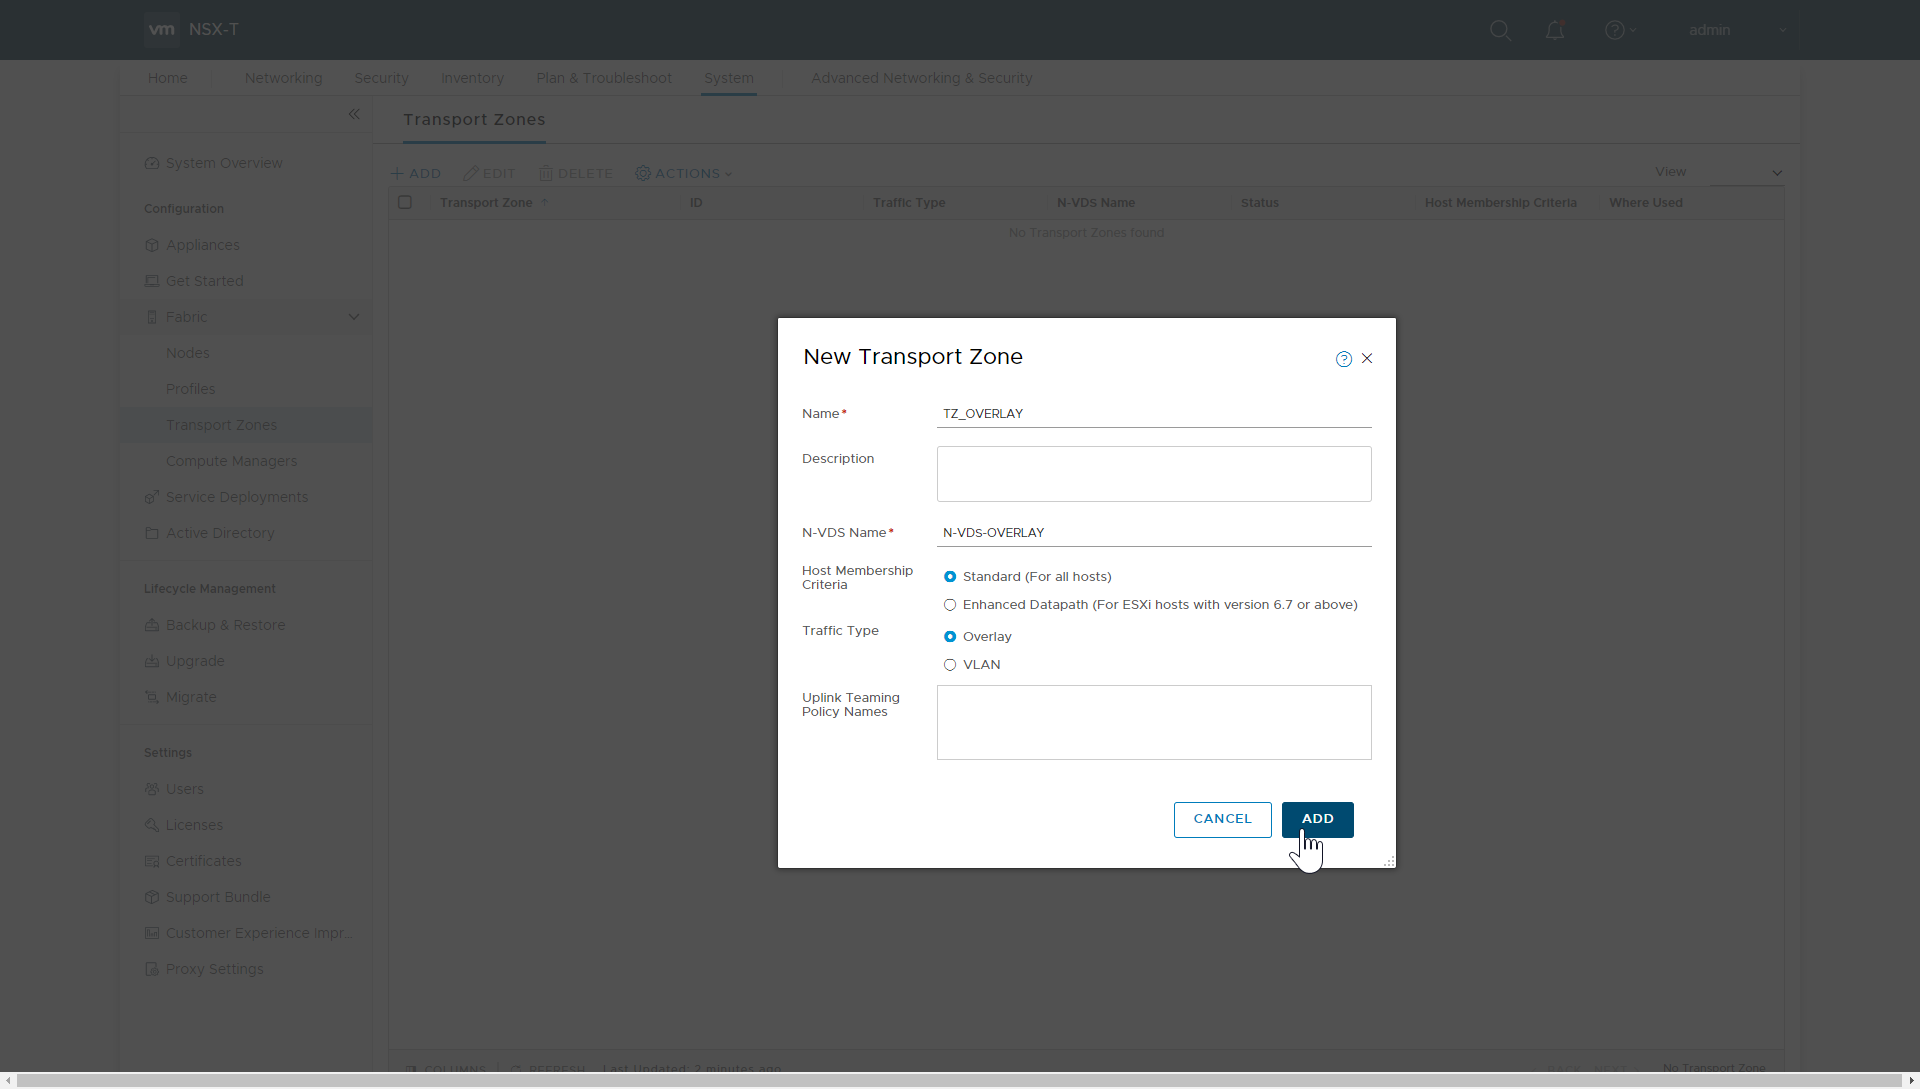 vm NSX-T
admin
Home Networking Security Inventory Plan & Troubleshoot System Advanced Networking & Security
Transport Zones
System Overview
Configuration
Appliances
Get Started
Fabric
Nodes
Profiles
Transport Zones
Compute Managers
Service Deployments
Active Directory
Lifecycle Management
Backup & Restore
Upgrade
Migrate
Settings
Users
Licenses
Certificates
Support Bundle
Customer Experience Impr...
Proxy Settings
+ ADD EDIT DELETE ACTIONS View
Transport Zone ID Traffic Type N-VDS Name Status Host Membership Criteria Where Used
No Transport Zones found
New Transport Zone
Name* TZ_OVERLAY
Description
N-VDS Name* N-VDs-OVERLAY
Host Membership
Criteria
Standard (For all hosts)
Enhanced Datapath (For ESXi hosts with version 6.7 or above)
Traffic Type
Overlay
VLAN
Uplink Teaming
Policy Names
CANCEL ADD
COLUMNS REFRESH Last Updated: 2 minutes ago BACK NEXT No Transport Zone